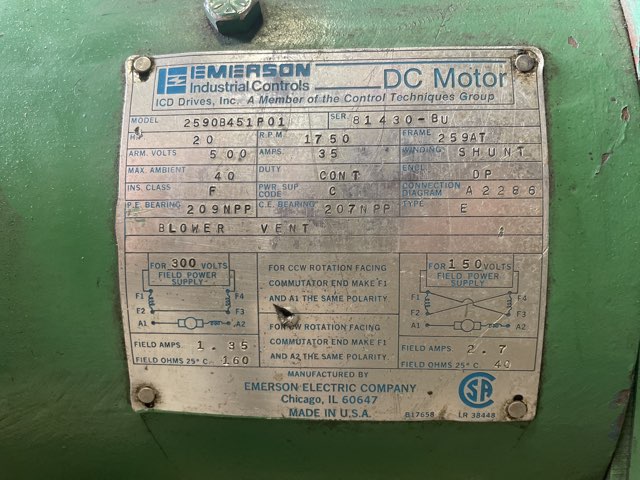 EMERSON
Industrial Controls
DC Motor
ICD Drives, Inc. A Member of the Control Techniques Group
MODEL 2590B451P01 SER. 81430-BU
H.P. 20 R.P.M. 1750 FRAME 259AT
ARM. VOLTS 500 AMPS. 35 WINDING SHUNT
MAX. AMBIENT 40 DUTY CONT ENCL. DP
INS. CLASS F PWR. SUP CODE C CONNECTION DIAGRAM A2286
P.E. BEARING 209NPP C.E. BEARING 207NPP TYPE E
BLOWER VENT
FOR 300 VOLTS
FIELD POWER
SUPPLY
F1 F4
F2 F3
A1 A2
FIELD AMPS. 1.35
FIELD OHMS 25° C. 160
FOR CCW ROTATION FACING
COMMUTATOR END MAKE F1
AND A1 THE SAME POLARITY
FOR CW ROTATION FACING
COMMUTATOR END MAKE F1
AND A2 THE SAME POLARITY
FOR 150 VOLTS
FIELD POWER
SUPPLY
F1 F4
F2 F3
A1 A2
FIELD AMPS. 2.7
FIELD OHMS 25° C. 40
MANUFACTURED BY
EMERSON ELECTRIC COMPANY
Chicago, IL 60647
MADE IN U.S.A.
B17658
SA
LR 38448